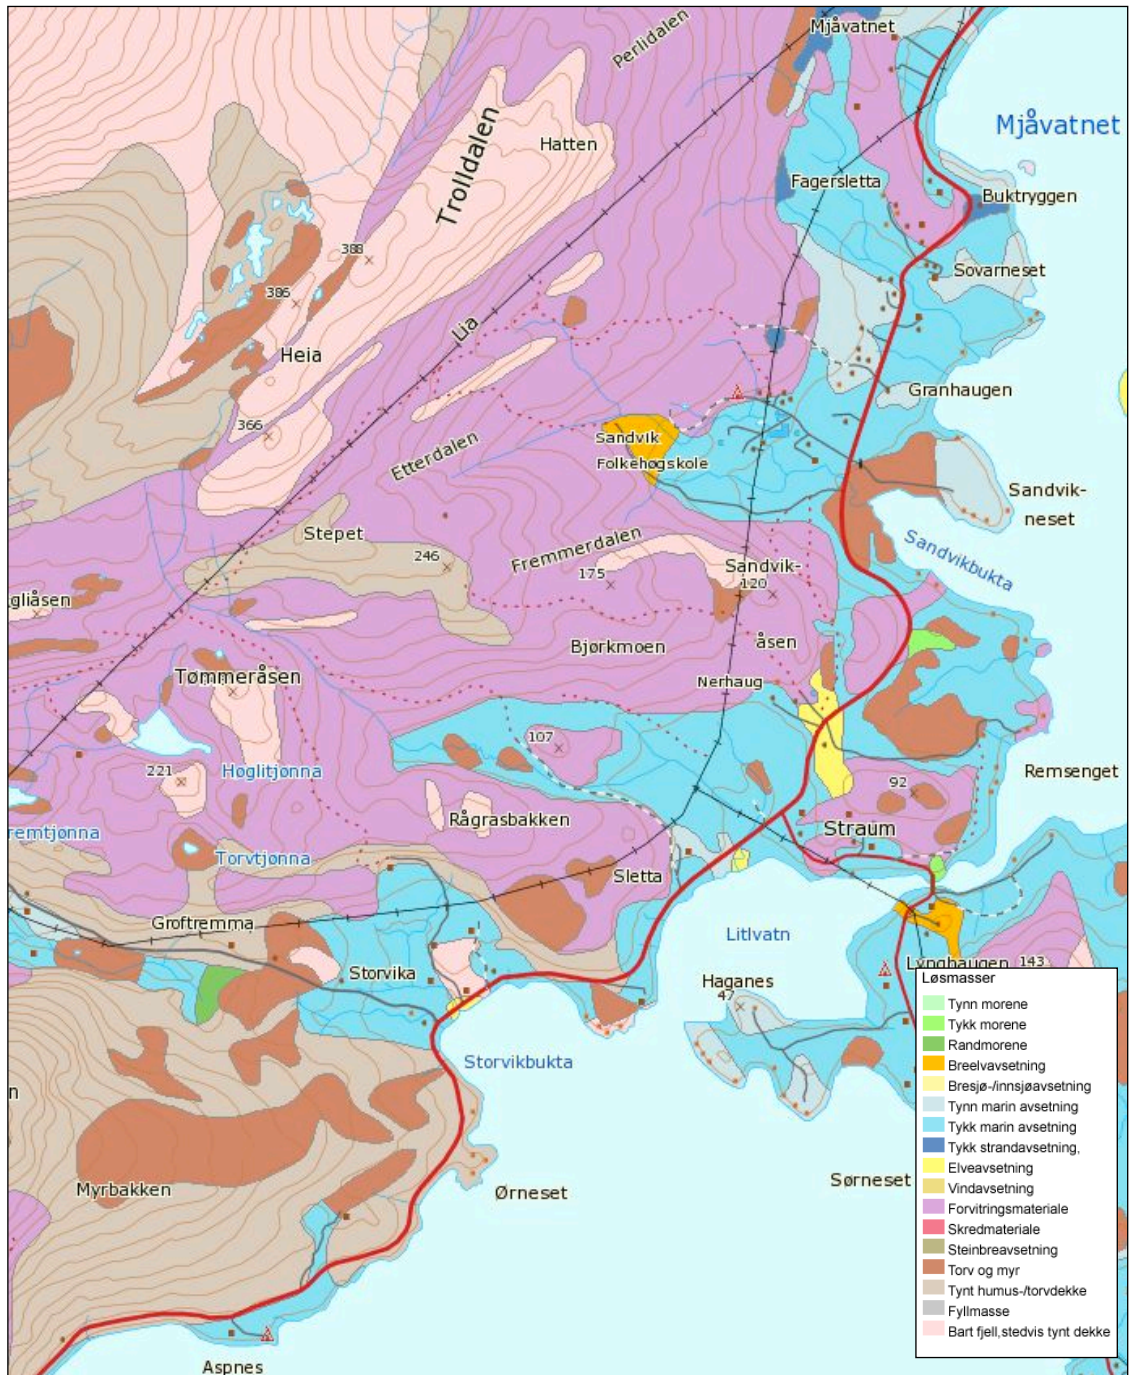 Perlidalen
Mjåvatnet
Mjåvatnet
Trolldalen
Hatten
Fagersletta
Buktryggen
388
Sovarneset
386
Lia
Heia
Granhaugen
366
Etterdalen
Sandvik
Folkehøgskole
Sandvik-
neset
Stepet
246
Fremmerdalen
175
Sandvik-
120
åsen
Sandvikbukta
gliåsen
Bjørkmoen
Tømmeråsen
Nerhaug
107
221
Høglitjønna
Remsenget
92
Rågrasbakken
Straum
remtjønna
Torvtjønna
Sletta
Groftremma
Litlvatn
Lynghaugen
143
Storvika
Haganes
47
Storvikbukta
n
Myrbakken
Ørneset
Sørneset
Aspnes
Løsmasser
Tynn morene
Tykk morene
Randmorene
Breelvavsetning
Bresjø-/innsjøavsetning
Tynn marin avsetning
Tykk marin avsetning
Tykk strandavsetning,
Elveavsetning
Vindavsetning
Forvitringsmateriale
Skredmateriale
Steinbreavsetning
Torv og myr
Tynt humus-/torvdekke
Fyllmasse
Bart fjell,stedvis tynt dekke